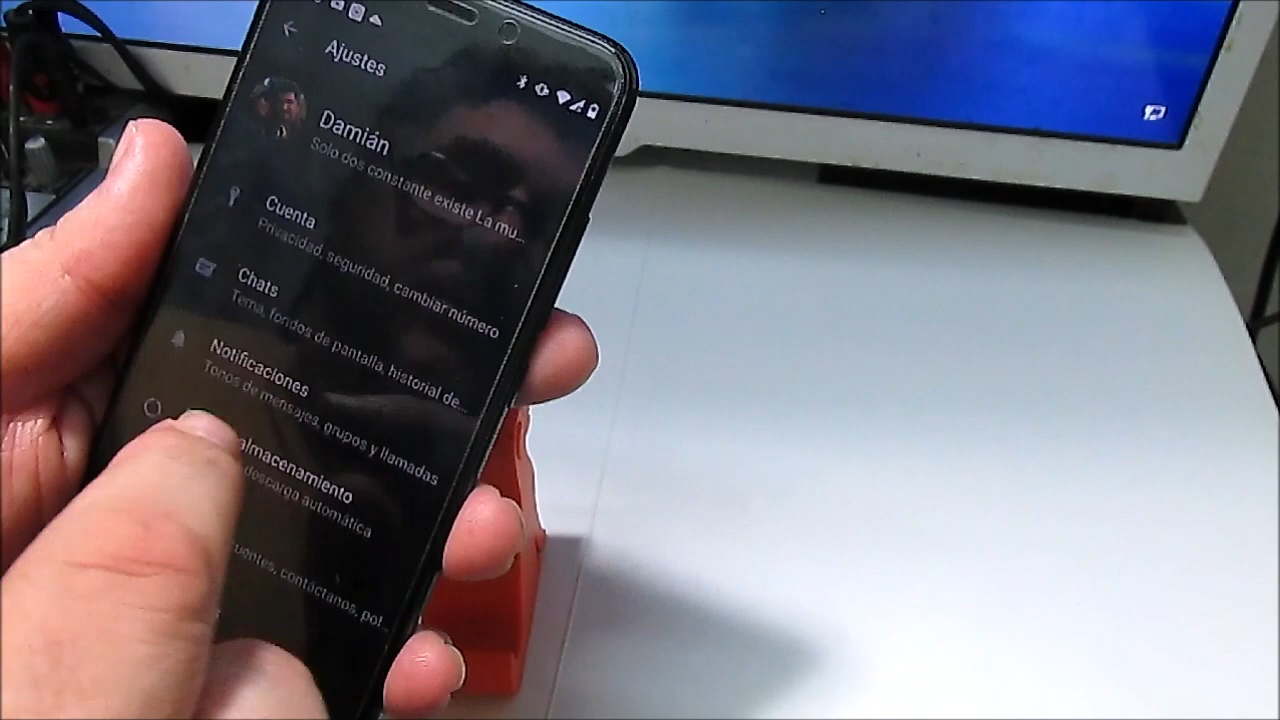 Ajustes
Damián
Solo dos constante existe La mu...
Cuenta
Privacidad, seguridad, cambiar número
Chats
Tema, fondos de pantalla, historial de...
Notificaciones
Tonos de mensajes, grupos y llamadas
almacenamiento
descarga automática
contáctanos,